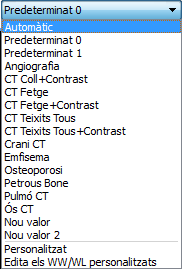 Predeterminat 0
Automàtic
Predeterminat 0
Predeterminat 1
Angiografia
CT Coll+Contrast
CT Fetge
CT Fetge+Contrast
CT Teixits Tous
CT Teixits Tous+Contrast
Crani CT
Emfisema
Osteoporosi
Petrous Bone
Pulmó CT
Ós CT
Nou valor
Nou valor 2
Personalitzat
Edita els WW/WL personalitzats